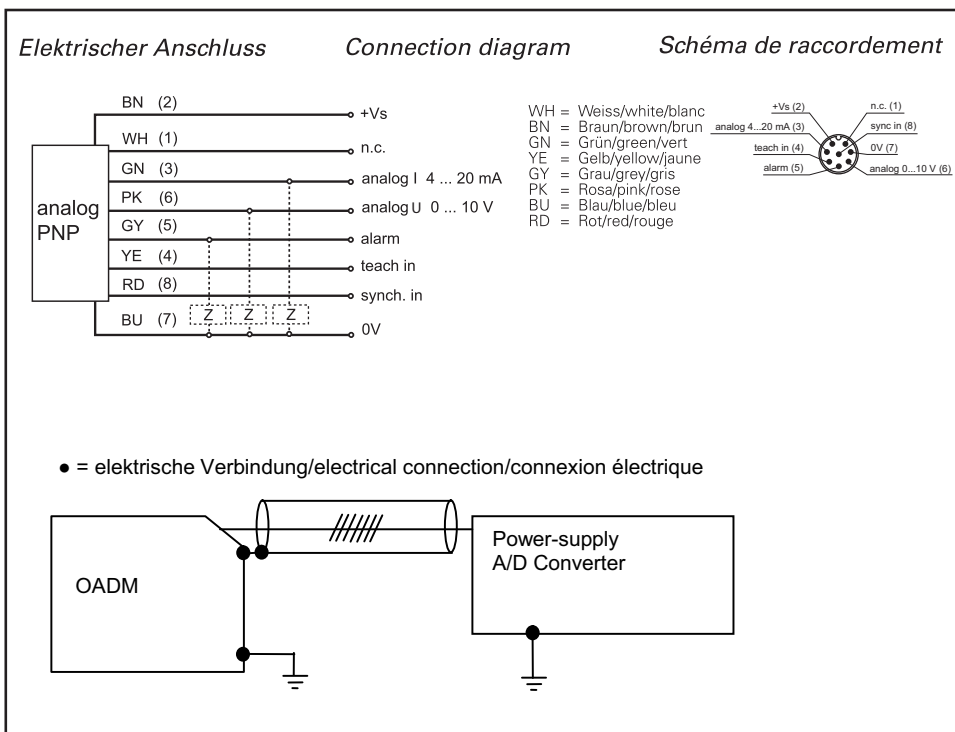 Elektrischer Anschluss Connection diagram Schéma de raccordement
BN (2) +Vs
WH (1) n.c.
GN (3) analog I 4 ... 20 mA
PK (6) analog U 0 ... 10 V
GY (5) alarm
YE (4) teach in
RD (8) synch. in
BU (7) 0V
analog
PNP
Z Z Z
WH = Weiss/white/blanc
BN = Braun/brown/brun
GN = Grün/green/vert
YE = Gelb/yellow/jaune
GY = Grau/grey/gris
PK = Rosa/pink/rose
BU = Blau/blue/bleu
RD = Rot/red/rouge
+Vs (2) n.c. (1)
analog 4...20 mA (3) sync in (8)
teach in (4) 0V (7)
alarm (5) analog 0...10 V (6)
● = elektrische Verbindung/electrical connection/connexion électrique
OADM
Power-supply
A/D Converter